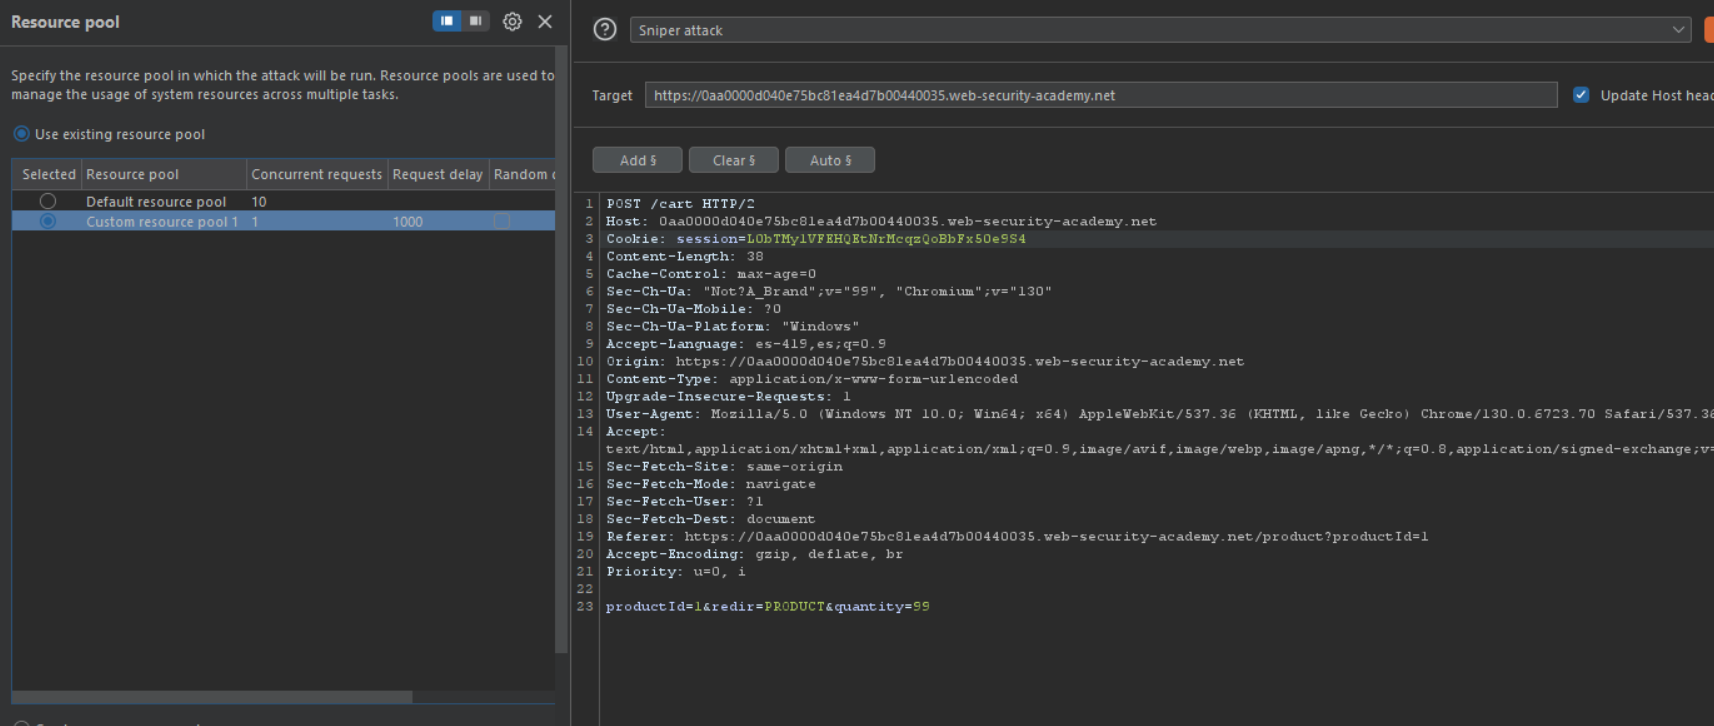 Resource pool
Specify the resource pool in which the attack will be run. Resource pools are used to
manage the usage of system resources across multiple tasks.
Use existing resource pool
Selected Resource pool Concurrent requests Request delay Random
Default resource pool 10
Custom resource pool 1 1 1000
Sniper attack
Target https://0aa0000d040e75bc81ea4d7b00440035.web-security-academy.net Update Host head
Add § Clear § Auto §
1 POST /cart HTTP/2
2 Host: 0aa0000d040e75bc81ea4d7b00440035.web-security-academy.net
3 Cookie: session=LObTMy1VFEHQEtNrMcqzQoBbFx5Oe9S4
4 Content-Length: 38
5 Cache-Control: max-age=0
6 Sec-Ch-Ua: "Not?A_Brand";v="99", "Chromium";v="130"
7 Sec-Ch-Ua-Mobile: ?0
8 Sec-Ch-Ua-Platform: "Windows"
9 Accept-Language: es-419,es;q=0.9
10 Origin: https://0aa0000d040e75bc81ea4d7b00440035.web-security-academy.net
11 Content-Type: application/x-www-form-urlencoded
12 Upgrade-Insecure-Requests: 1
13 User-Agent: Mozilla/5.0 (Windows NT 10.0; Win64; x64) AppleWebKit/537.36 (KHTML, like Gecko) Chrome/130.0.6723.70 Safari/537.36
14 Accept:
text/html,application/xhtml+xml,application/xml;q=0.9,image/avif,image/webp,image/apng,*/*;q=0.8,application/signed-exchange;v=
15 Sec-Fetch-Site: same-origin
16 Sec-Fetch-Mode: navigate
17 Sec-Fetch-User: ?1
18 Sec-Fetch-Dest: document
19 Referer: https://0aa0000d040e75bc81ea4d7b00440035.web-security-academy.net/product?productId=1
20 Accept-Encoding: gzip, deflate, br
21 Priority: u=0, i
22
23 productId=1&redir=PRODUCT&quantity=99